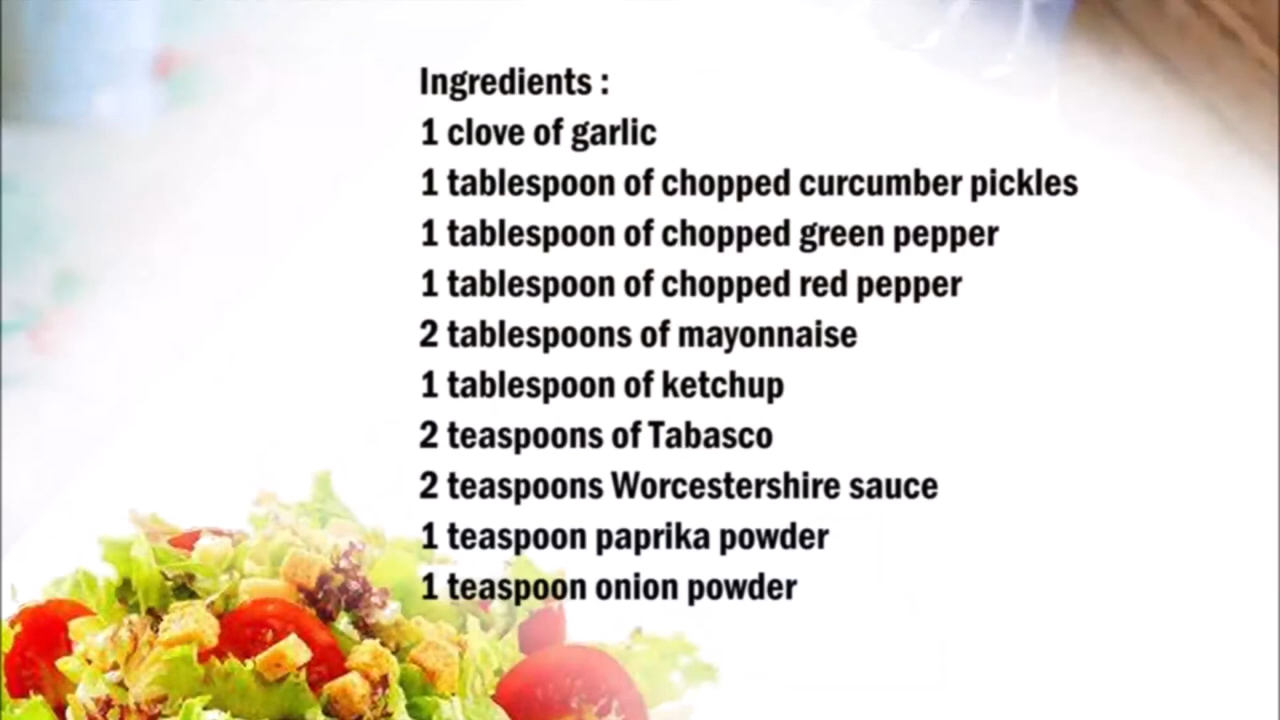 Ingredients :
1 clove of garlic
1 tablespoon of chopped curcumber pickles
1 tablespoon of chopped green pepper
1 tablespoon of chopped red pepper
2 tablespoons of mayonnaise
1 tablespoon of ketchup
2 teaspoons of Tabasco
2 teaspoons Worcestershire sauce
1 teaspoon paprika powder
1 teaspoon onion powder